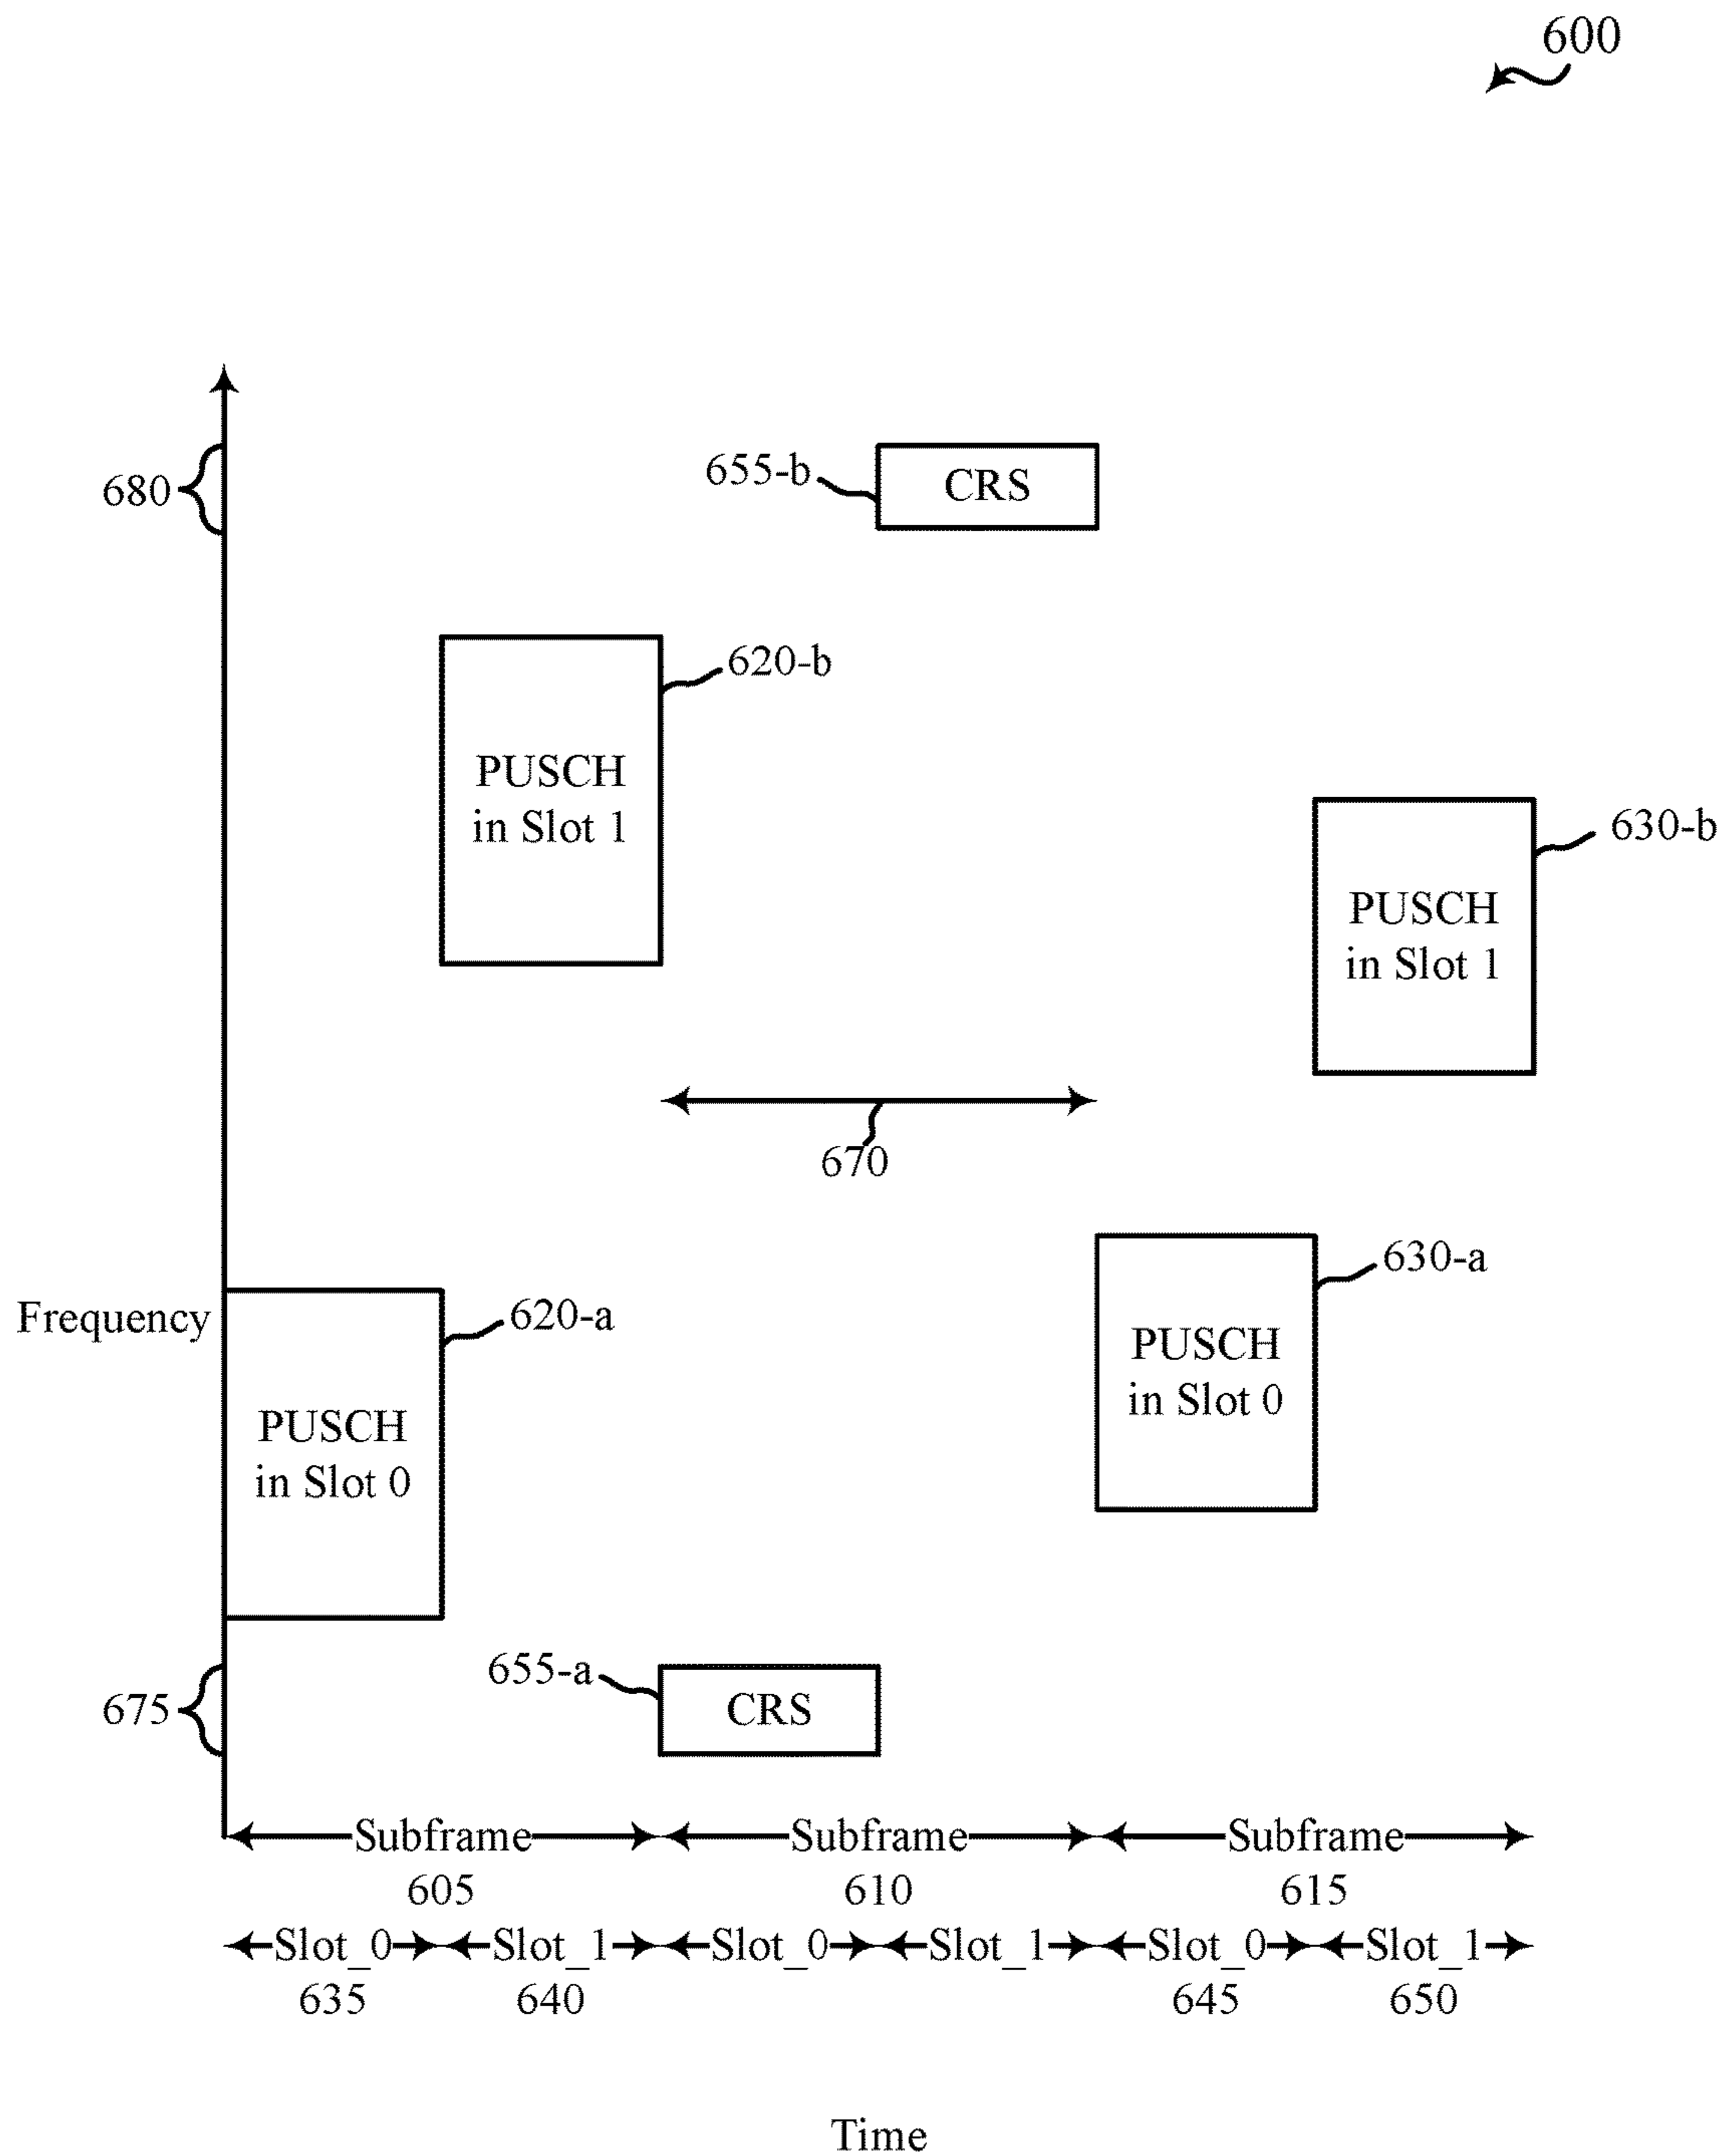 600
655-b
CRS
680
620-b
PUSCH
in Slot 1
630-b
PUSCH
in Slot 1
670
630-a
Frequency
620-a
PUSCH
in Slot 0
PUSCH
in Slot 0
655-a
CRS
675
Subframe Subframe Subframe
605 610 615
Slot_0 Slot_1 Slot_0 Slot_1 Slot_0 Slot_1
635 640 645 650
Time